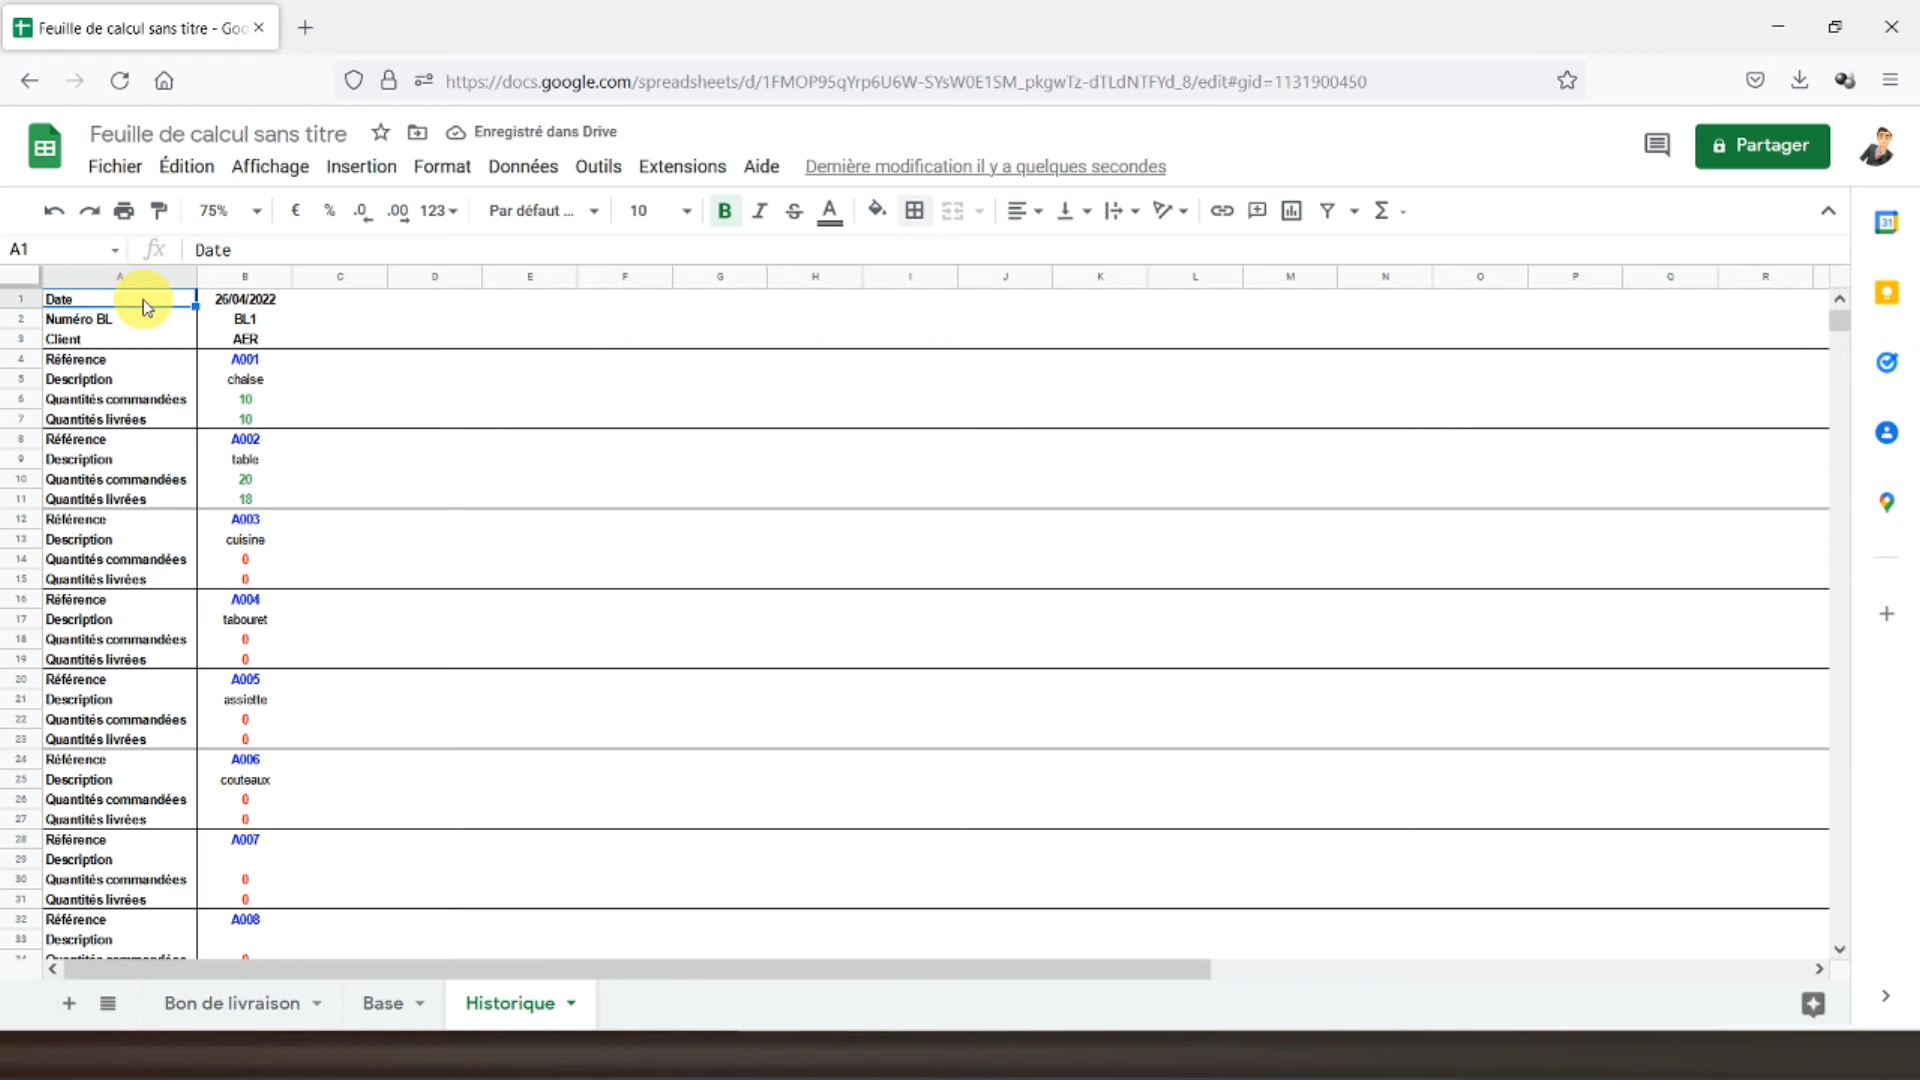 Feuille de calcul sans titre - Goo
https://docs.google.com/spreadsheets/d/1FMOP95qYrp6U6W-SYsW0E1SM_pkgwTz-dTLdNTFYd_8/edit#gid=1131900450
Feuille de calcul sans titre Enregistré dans Drive
Partager
Fichier Édition Affichage Insertion Format Données Outils Extensions Aide Dernière modification il y a quelques secondes
75% € % .0 .00 123 Par défaut ... 10 B I S A Σ
31
A1 fx Date
A B C D E F G H I J K L M N O P Q R
1 Date 26/04/2022
2 Numéro BL BL1
3 Client AER
4 Référence A001
5 Description chaise
6 Quantités commandées 10
7 Quantités livrées 10
8 Référence A002
9 Description table
10 Quantités commandées 20
11 Quantités livrées 18
12 Référence A003
13 Description cuisine
14 Quantités commandées 0
15 Quantités livrées 0
16 Référence A004
17 Description tabouret
18 Quantités commandées 0
19 Quantités livrées 0
20 Référence A005
21 Description assiette
22 Quantités commandées 0
23 Quantités livrées 0
24 Référence A006
25 Description couteaux
26 Quantités commandées 0
27 Quantités livrées 0
28 Référence A007
29 Description
30 Quantités commandées 0
31 Quantités livrées 0
32 Référence A008
33 Description
34 Quantités commandées 0
Bon de livraison Base Historique